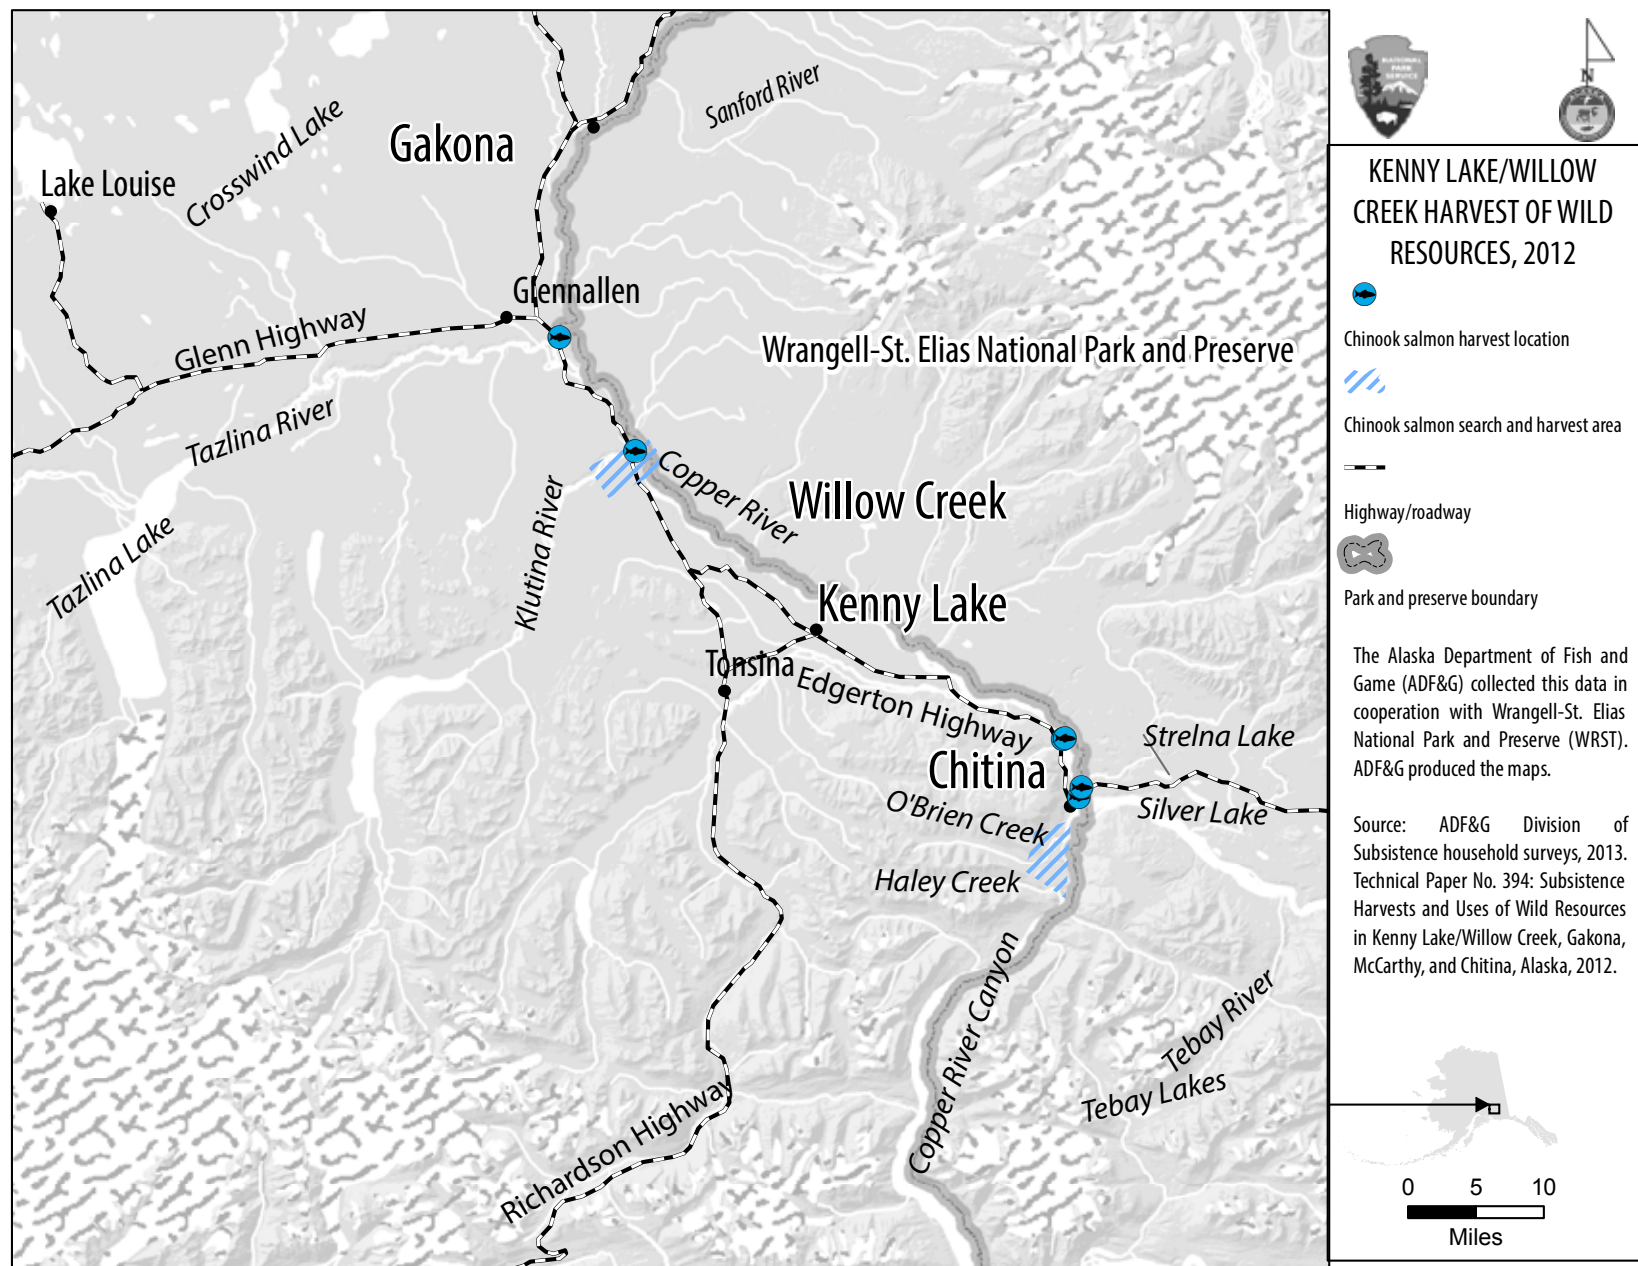 Sanford River
Crosswind Lake
Gakona
Lake Louise
Glennallen
Glenn Highway
Wrangell-St. Elias National Park and Preserve
Tazlina River
Copper River
Willow Creek
Klutina River
Tazlina Lake
Kenny Lake
Tonsina
Edgerton Highway
Strelna Lake
Chitina
O'Brien Creek
Silver Lake
Haley Creek
Copper River Canyon
Tebay River
Tebay Lakes
Richardson Highway
NATIONAL
PARK
SERVICE
N
ALASKA
KENNY LAKE/WILLOW
CREEK HARVEST OF WILD
RESOURCES, 2012
Chinook salmon harvest location
Chinook salmon search and harvest area
Highway/roadway
Park and preserve boundary
The Alaska Department of Fish and
Game (ADF&G) collected this data in
cooperation with Wrangell-St. Elias
National Park and Preserve (WRST).
ADF&G produced the maps.
Source: ADF&G Division of
Subsistence household surveys, 2013.
Technical Paper No. 394: Subsistence
Harvests and Uses of Wild Resources
in Kenny Lake/Willow Creek, Gakona,
McCarthy, and Chitina, Alaska, 2012.
0 5 10
Miles